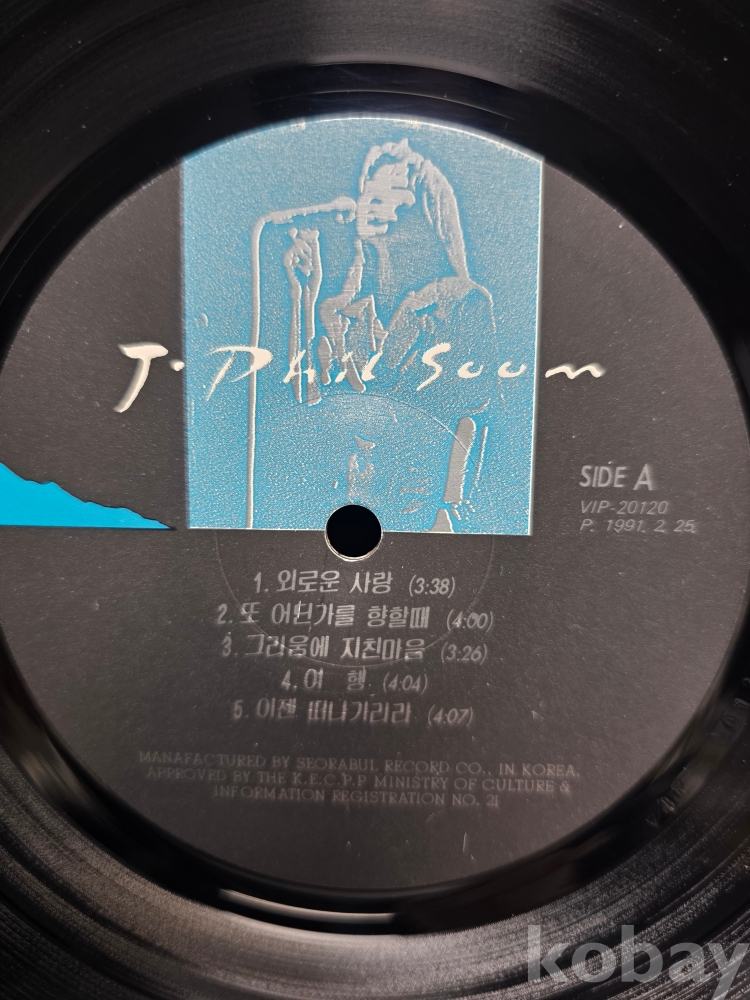 J. Phil Soom
SIDE A
VIP-20120
P. 1991. 2. 25.
1. 외로운 사랑 (3:38)
2. 또 어딘가를 향할때 (4:00)
3. 그리움에 지친마음 (3:26)
4. 여 행 (4:04)
5. 이젠 떠나가리라 (4:07)
MANAFACTURED BY SEORABUL RECORD CO., IN KOREA.
APPROVED BY THE K.E.C.P.P MINISTRY OF CULTURE &
INFORMATION REGISTRATION NO. 21
kobay